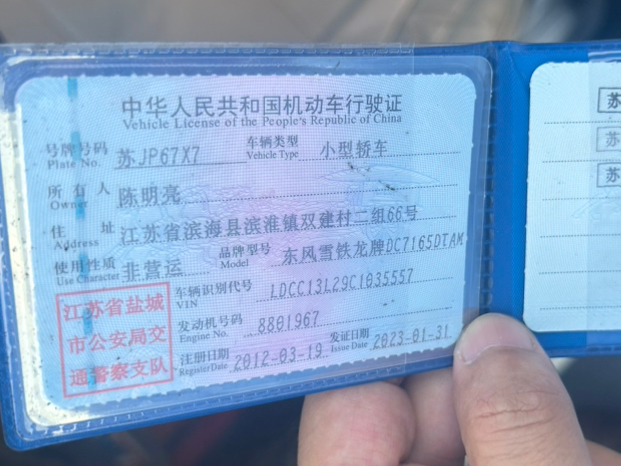 中华人民共和国机动车行驶证
Vehicle License of the People's Republic of China
号牌号码 苏JP67X7 车辆类型 小型轿车
Plate No. Vehicle Type
所有人 陈明亮
Owner
住址 江苏省滨海县滨淮镇双建村二组66号
Address
使用性质 非营运 品牌型号 东风雪铁龙牌DC7165DTAM
Use Character Model
江苏省盐城
市公安局交
通警察支队
车辆识别代号 LDCC13L29C1035557
VIN
发动机号码 8801967
Engine No.
注册日期 2012-03-19 发证日期 2023-01-31
Register Date Issue Date
苏
苏
苏